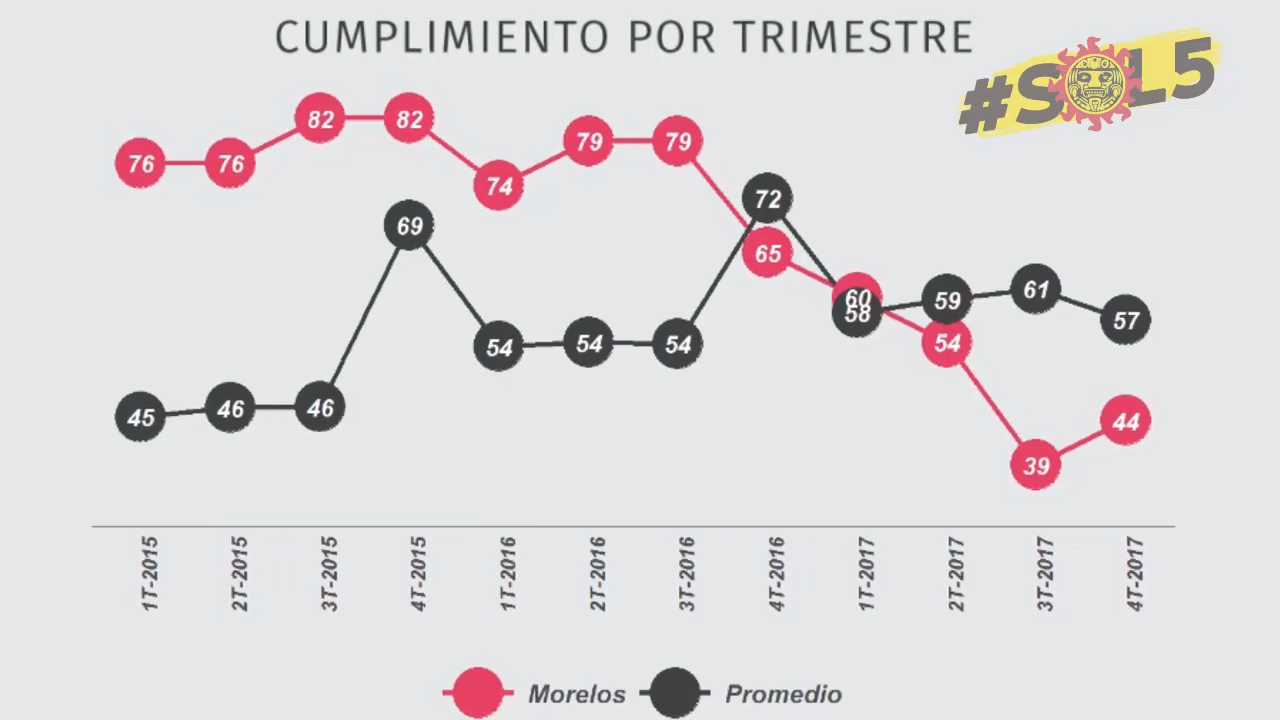 CUMPLIMIENTO POR TRIMESTRE
#SOL5
82 82
76 76 74 79 79
69 72
65
60
58 59 61 57
54 54 54 54
45 46 46 44
39
1T-2015 2T-2015 3T-2015 4T-2015 1T-2016 2T-2016 3T-2016 4T-2016 1T-2017 2T-2017 3T-2017 4T-2017
Morelos Promedio